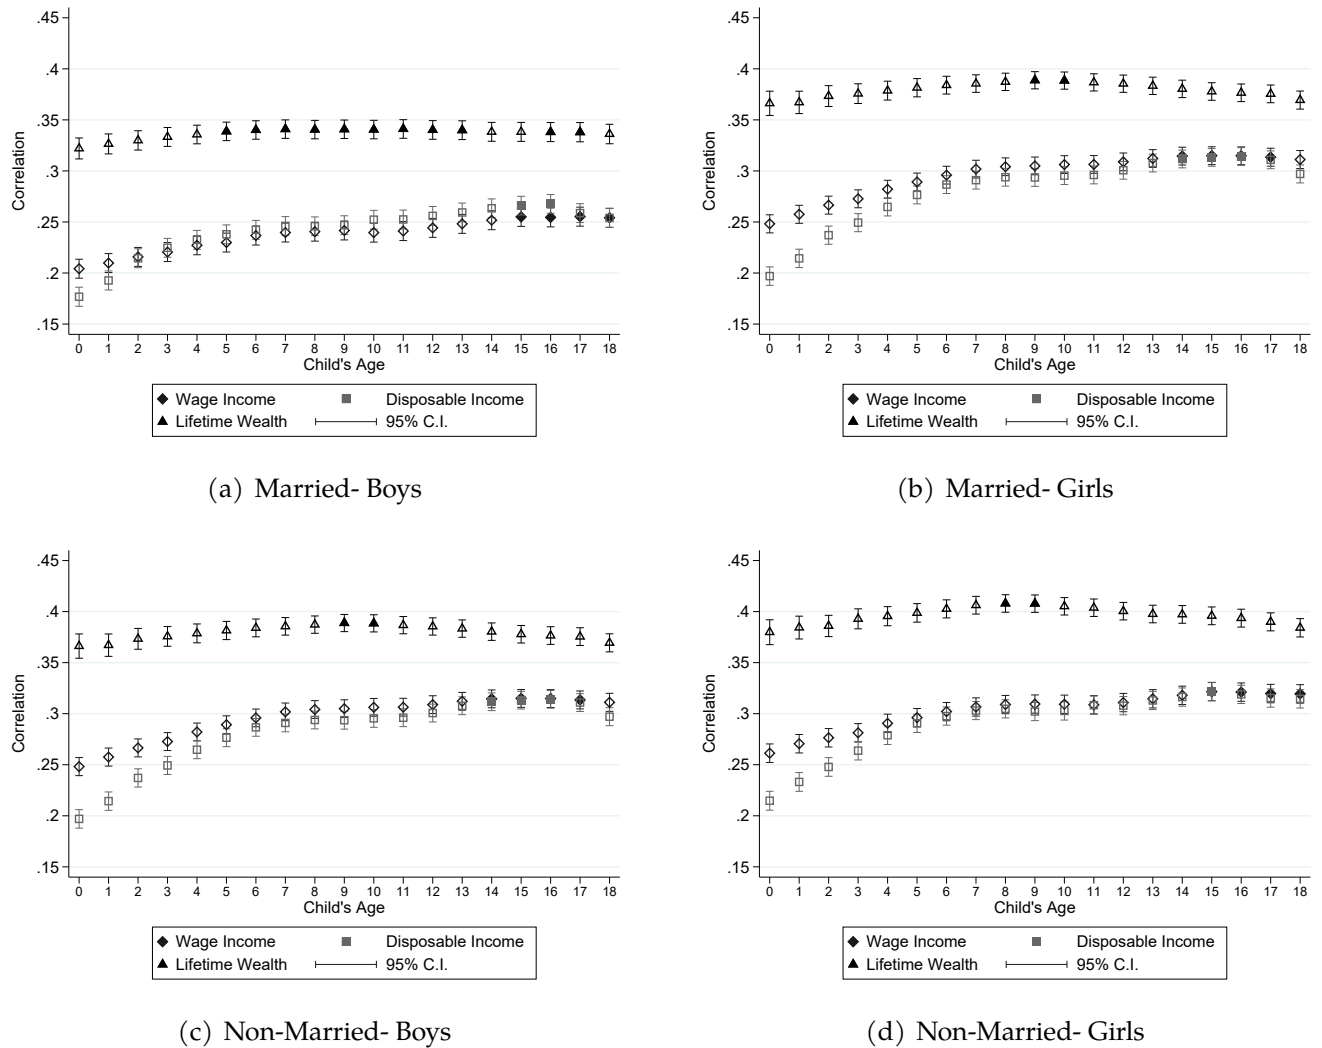 .45 .45
.4 .4
.35 .35
.3 .3
.25 .25
.2 .2
.15 .15
Correlation Correlation
0 1 2 3 4 5 6 7 8 9 10 11 12 13 14 15 16 17 18 0 1 2 3 4 5 6 7 8 9 10 11 12 13 14 15 16 17 18
Child's Age Child's Age
Wage Income Disposable Income Wage Income Disposable Income
Lifetime Wealth 95% C.I. Lifetime Wealth 95% C.I.
(a) Married- Boys (b) Married- Girls
.45 .45
.4 .4
.35 .35
.3 .3
.25 .25
.2 .2
.15 .15
Correlation Correlation
0 1 2 3 4 5 6 7 8 9 10 11 12 13 14 15 16 17 18 0 1 2 3 4 5 6 7 8 9 10 11 12 13 14 15 16 17 18
Child's Age Child's Age
Wage Income Disposable Income Wage Income Disposable Income
Lifetime Wealth 95% C.I. Lifetime Wealth 95% C.I.
(c) Non-Married- Boys (d) Non-Married- Girls